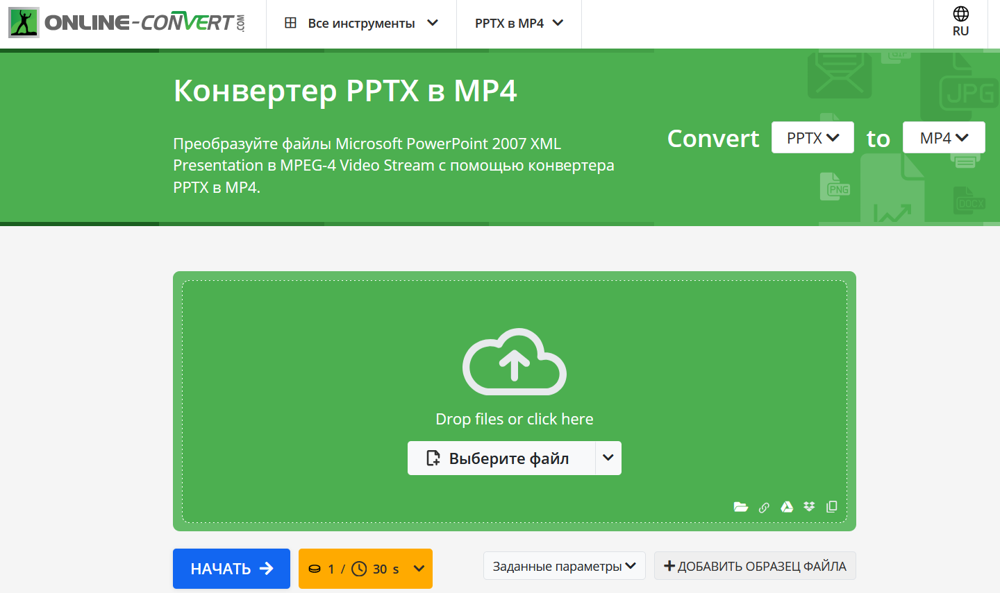 ONLINE-CONVERT.COM
Все инструменты
PPTX в MP4
RU
Конвертер PPTX в MP4
Преобразуйте файлы Microsoft PowerPoint 2007 XML
Presentation в MPEG-4 Video Stream с помощью конвертера
PPTX в MP4.
Convert PPTX to MP4
GIF
JPG
PNG
DOCX
Drop files or click here
Выберите файл
НАЧАТЬ
1 / 30 s
Заданные параметры
ДОБАВИТЬ ОБРАЗЕЦ ФАЙЛА